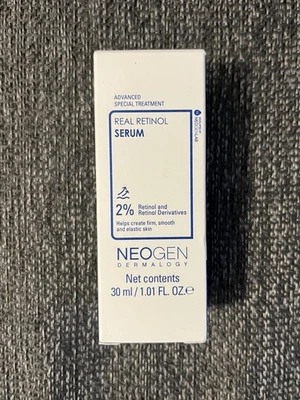 ADVANCED
SPECIAL TREATMENT
REAL RETINOL
SERUM
2% Retinol and
Retinol Derivatives
Helps create firm, smooth
and elastic skin
NEOGEN
DERMALOGY
Net contents
30 ml / 1.01 FL. OZ.℮